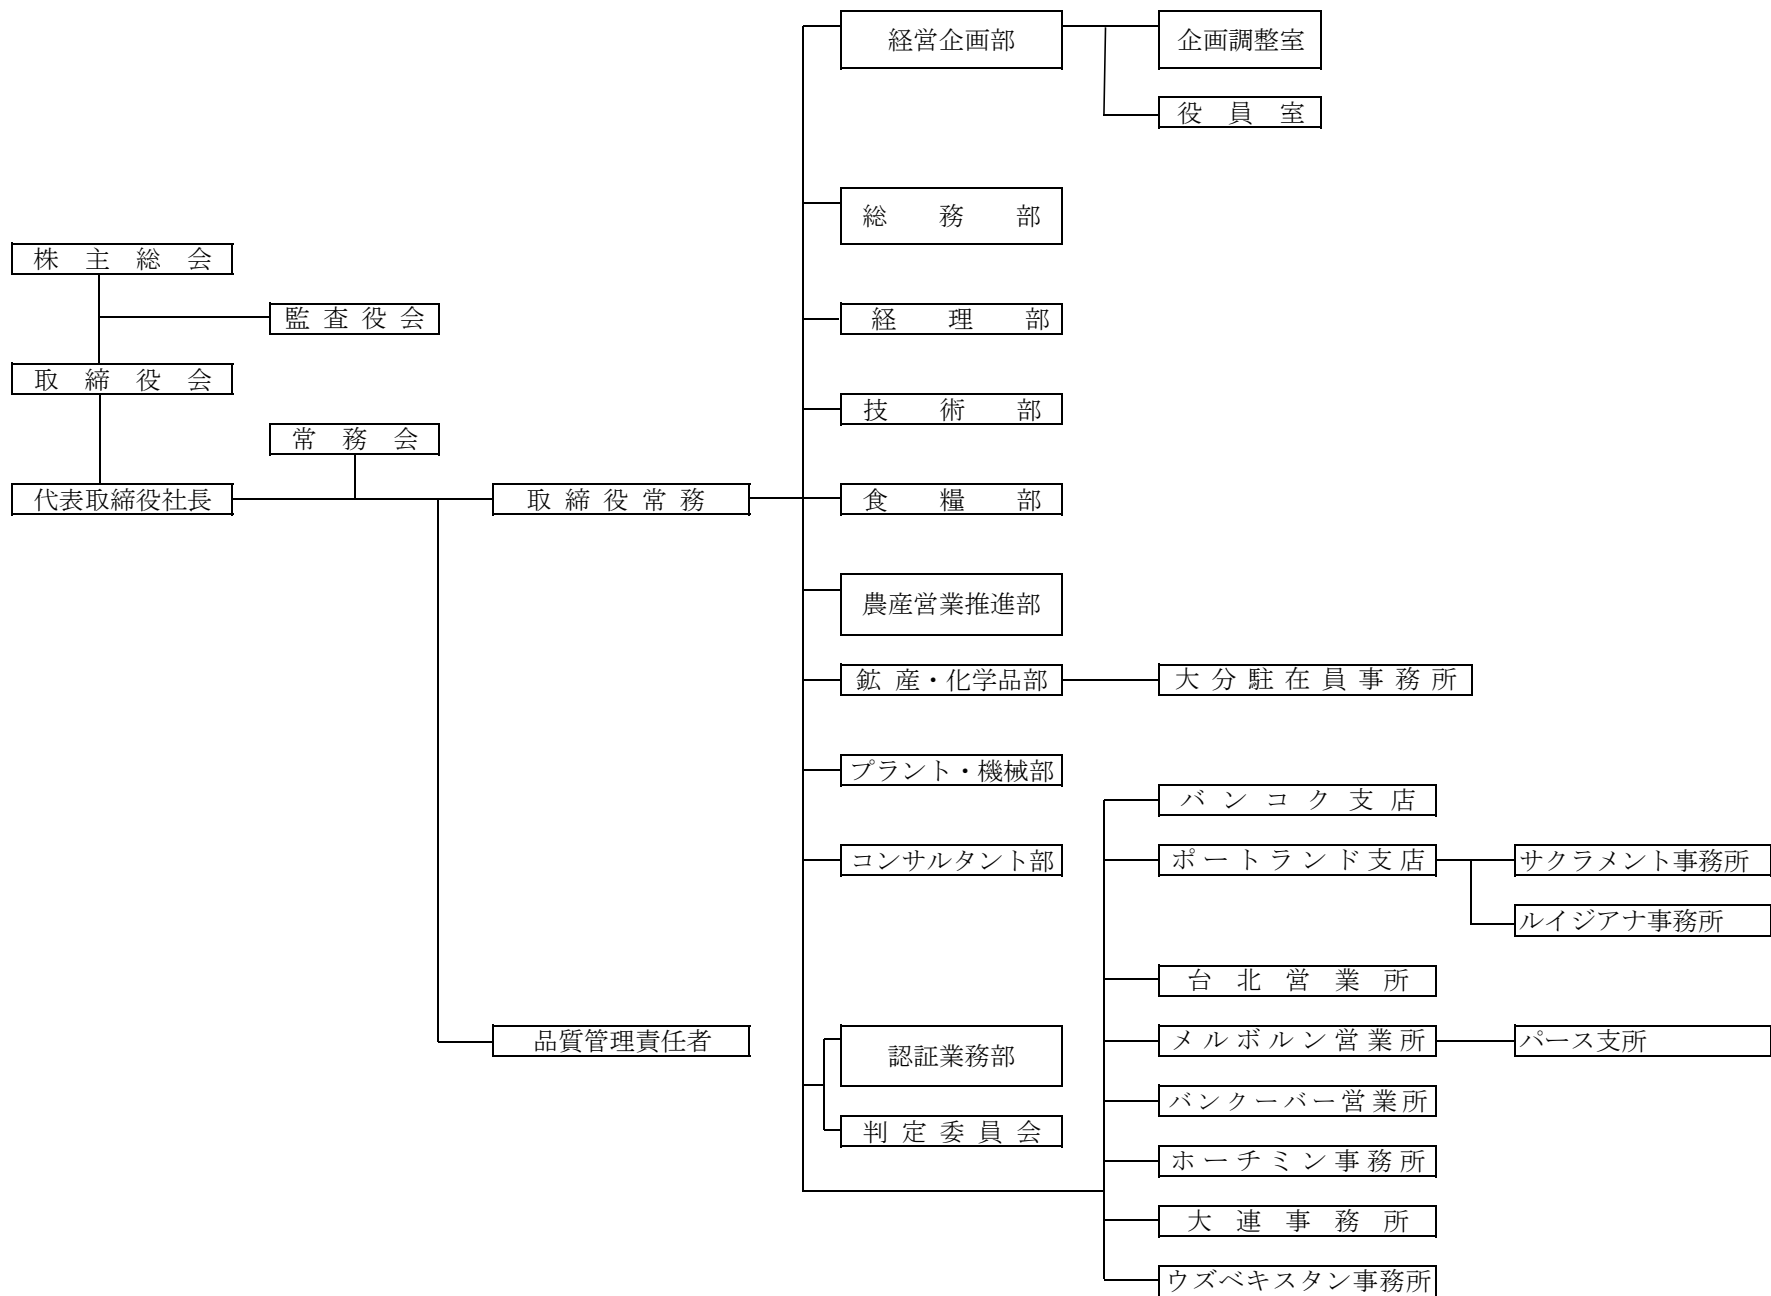 経営企画部
企画調整室
役員室
総務部
株主総会
監査役会
経理部
取締役会
技術部
常務会
代表取締役社長
取締役常務
食糧部
農産営業推進部
鉱産・化学品部
大分駐在員事務所
プラント・機械部
バンコク支店
コンサルタント部
ポートランド支店
サクラメント事務所
ルイジアナ事務所
台北営業所
品質管理責任者
認証業務部
メルボルン営業所
パース支所
バンクーバー営業所
判定委員会
ホーチミン事務所
大連事務所
ウズベキスタン事務所